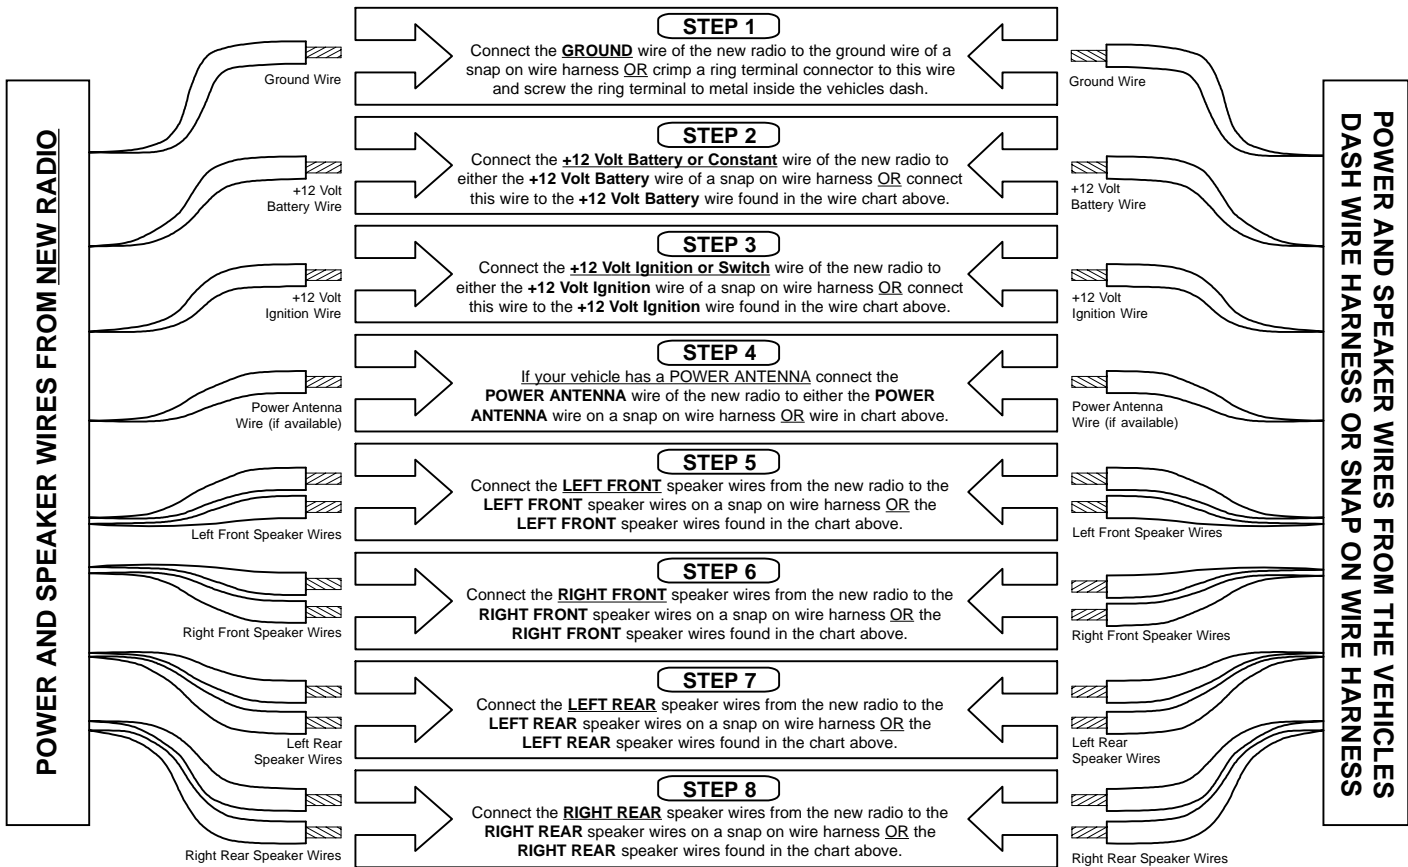 POWER AND SPEAKER WIRES FROM NEW RADIO
STEP 1
Connect the GROUND wire of the new radio to the ground wire of a
snap on wire harness OR crimp a ring terminal connector to this wire
and screw the ring terminal to metal inside the vehicles dash.
Ground Wire
Ground Wire
STEP 2
Connect the +12 Volt Battery or Constant wire of the new radio to
either the +12 Volt Battery wire of a snap on wire harness OR connect
this wire to the +12 Volt Battery wire found in the wire chart above.
+12 Volt
Battery Wire
+12 Volt
Battery Wire
STEP 3
Connect the +12 Volt Ignition or Switch wire of the new radio to
either the +12 Volt Ignition wire of a snap on wire harness OR connect
this wire to the +12 Volt Ignition wire found in the wire chart above.
+12 Volt
Ignition Wire
+12 Volt
Ignition Wire
STEP 4
If your vehicle has a POWER ANTENNA connect the
POWER ANTENNA wire of the new radio to either the POWER
ANTENNA wire on a snap on wire harness OR wire in chart above.
Power Antenna
Wire (if available)
Power Antenna
Wire (if available)
STEP 5
Connect the LEFT FRONT speaker wires from the new radio to the
LEFT FRONT speaker wires on a snap on wire harness OR the
LEFT FRONT speaker wires found in the chart above.
Left Front Speaker Wires
Left Front Speaker Wires
STEP 6
Connect the RIGHT FRONT speaker wires from the new radio to the
RIGHT FRONT speaker wires on a snap on wire harness OR the
RIGHT FRONT speaker wires found in the chart above.
Right Front Speaker Wires
Right Front Speaker Wires
STEP 7
Connect the LEFT REAR speaker wires from the new radio to the
LEFT REAR speaker wires on a snap on wire harness OR the
LEFT REAR speaker wires found in the chart above.
Left Rear
Speaker Wires
Left Rear
Speaker Wires
STEP 8
Connect the RIGHT REAR speaker wires from the new radio to the
RIGHT REAR speaker wires on a snap on wire harness OR the
RIGHT REAR speaker wires found in the chart above.
Right Rear Speaker Wires
Right Rear Speaker Wires
POWER AND SPEAKER WIRES FROM THE VEHICLES
DASH WIRE HARNESS OR SNAP ON WIRE HARNESS